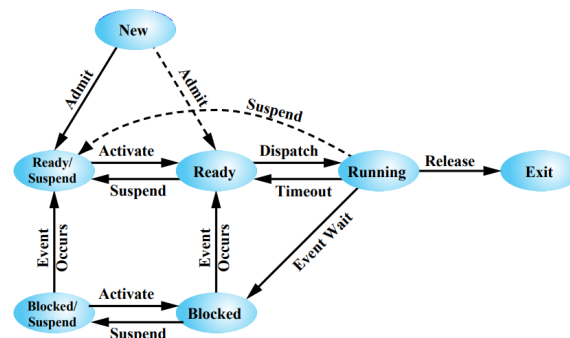 New
Admit
Admit
Suspend
Ready/
Suspend
Activate
Suspend
Ready
Dispatch
Timeout
Running
Release
Exit
Event
Occurs
Event
Occurs
Event Wait
Blocked/
Suspend
Activate
Suspend
Blocked